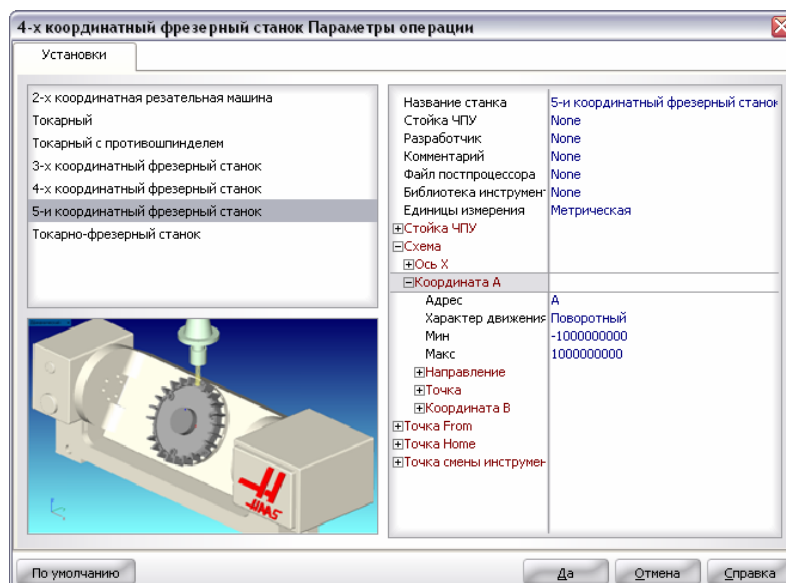 4-х координатный фрезерный станок Параметры операции
Установки
2-х координатная резательная машина
Токарный
Токарный с противошпинделем
3-х координатный фрезерный станок
4-х координатный фрезерный станок
5-и координатный фрезерный станок
Токарно-фрезерный станок
Название станка 5-и координатный фрезерный станок
Стойка ЧПУ None
Разработчик None
Комментарий None
Файл постпроцессора None
Библиотека инструмент None
Единицы измерения Метрическая
Стойка ЧПУ
Схема
Ось X
Координата A
Адрес A
Характер движения Поворотный
Мин -1000000000
Макс 1000000000
Направление
Точка
Координата B
Точка From
Точка Home
Точка смены инструмен
HAAS
По умолчанию
Да
Отмена
Справка